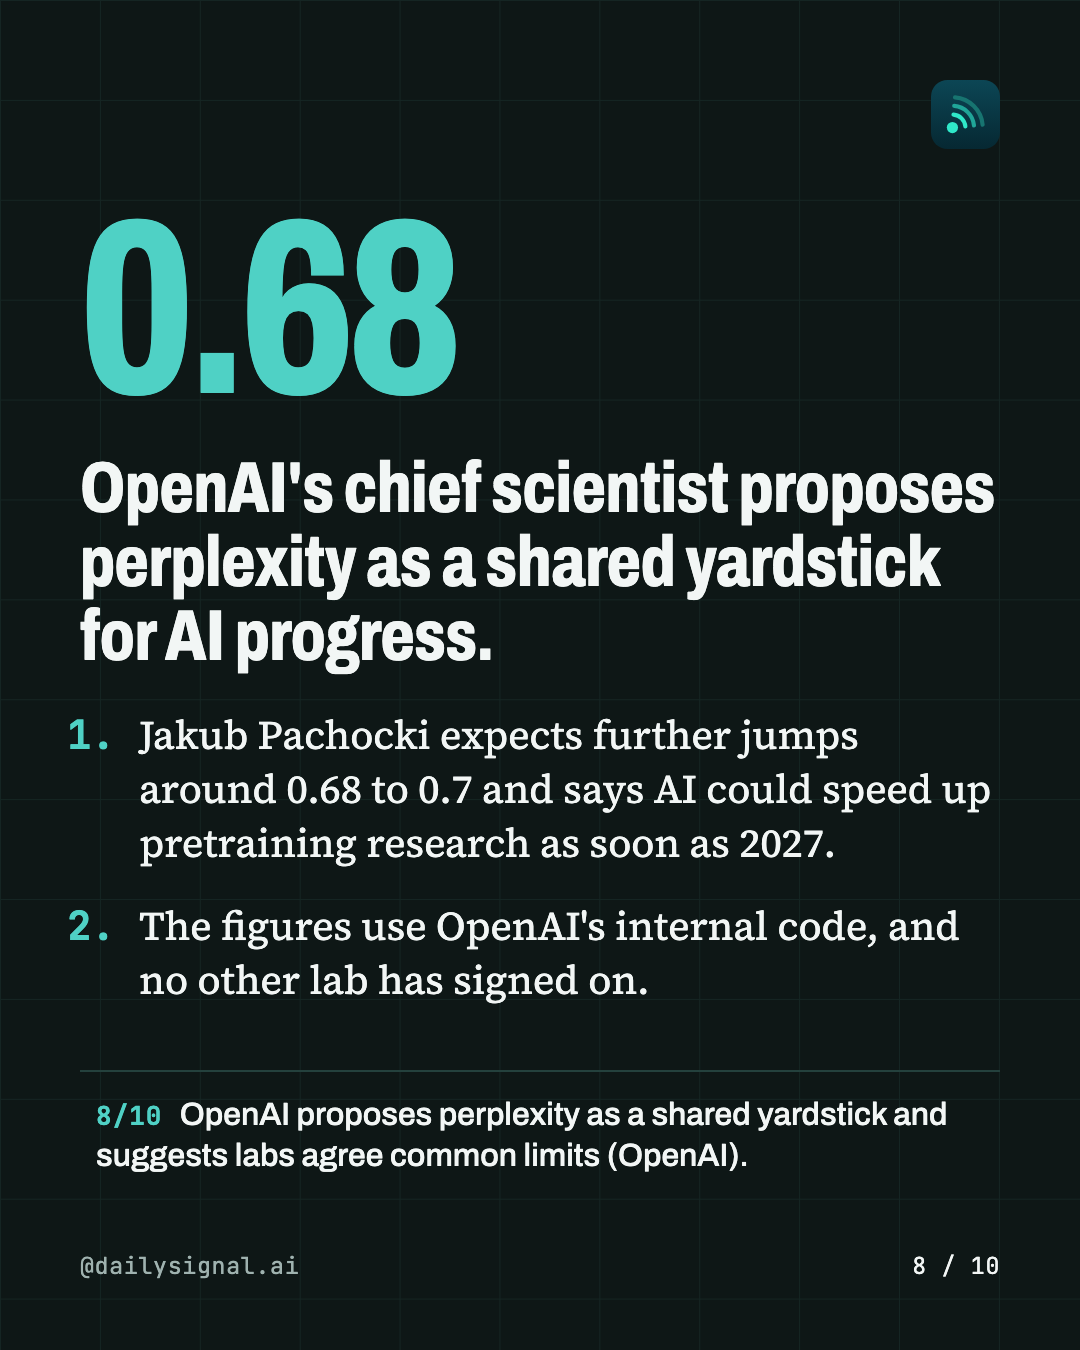 0.68
OpenAI's chief scientist proposes
perplexity as a shared yardstick
for AI progress.
1. Jakub Pachocki expects further jumps
around 0.68 to 0.7 and says AI could speed up
pretraining research as soon as 2027.
2. The figures use OpenAI's internal code, and
no other lab has signed on.
8/10 OpenAI proposes perplexity as a shared yardstick and
suggests labs agree common limits (OpenAI).
@dailysignal.ai
8 / 10